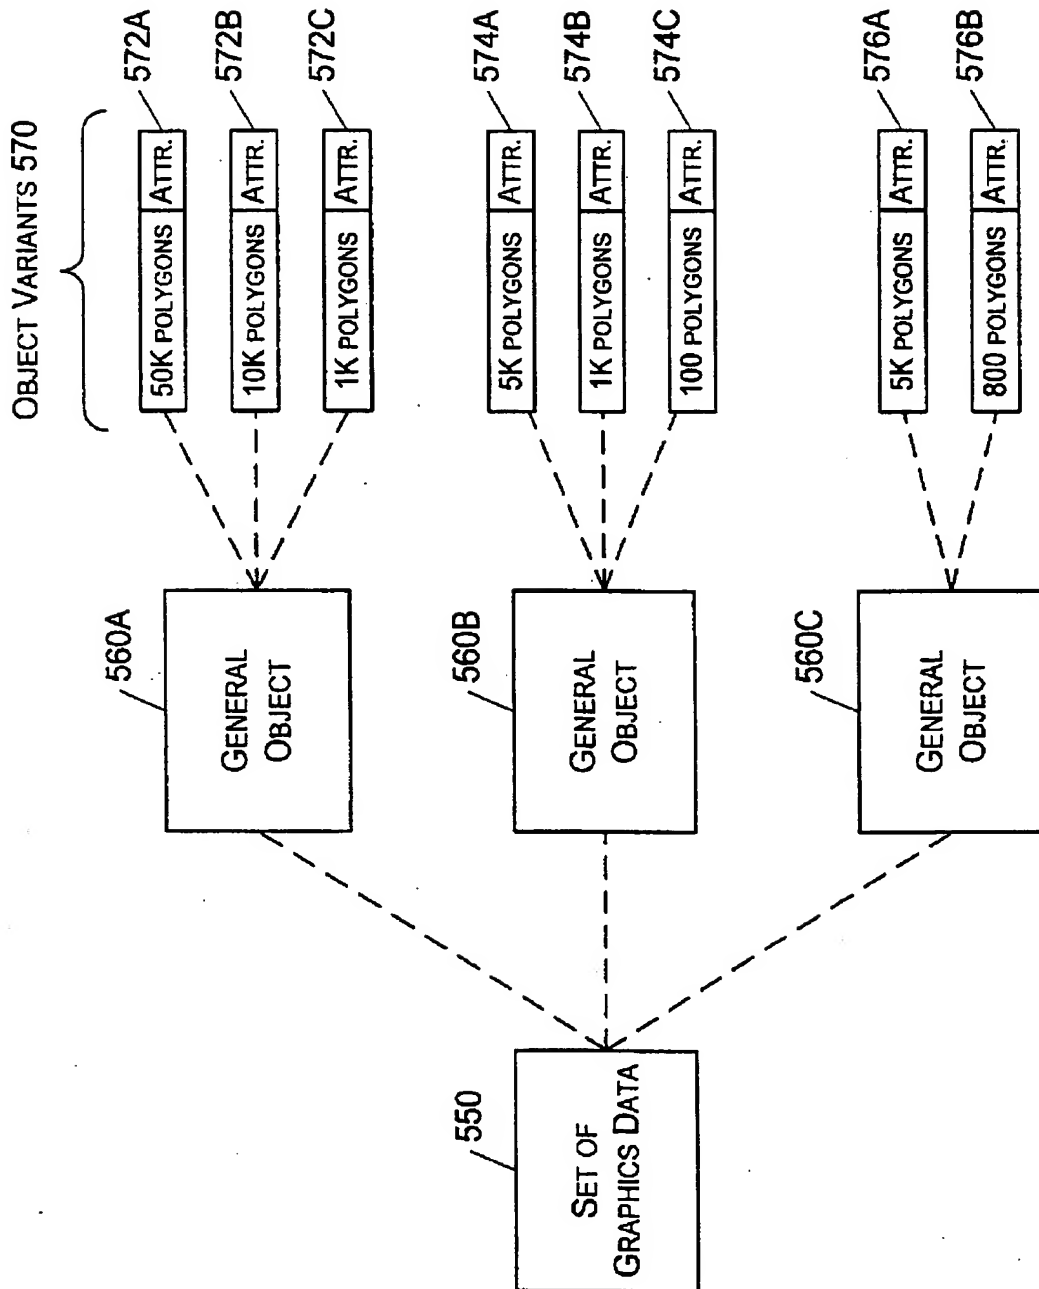 OBJECT VARIANTS 570
50K POLYGONS ATTR. 572A
10K POLYGONS ATTR. 572B
1K POLYGONS ATTR. 572C
5K POLYGONS ATTR. 574A
1K POLYGONS ATTR. 574B
100 POLYGONS ATTR. 574C
5K POLYGONS ATTR. 576A
800 POLYGONS ATTR. 576B
560A
GENERAL
OBJECT
560B
GENERAL
OBJECT
560C
GENERAL
OBJECT
550
SET OF
GRAPHICS DATA